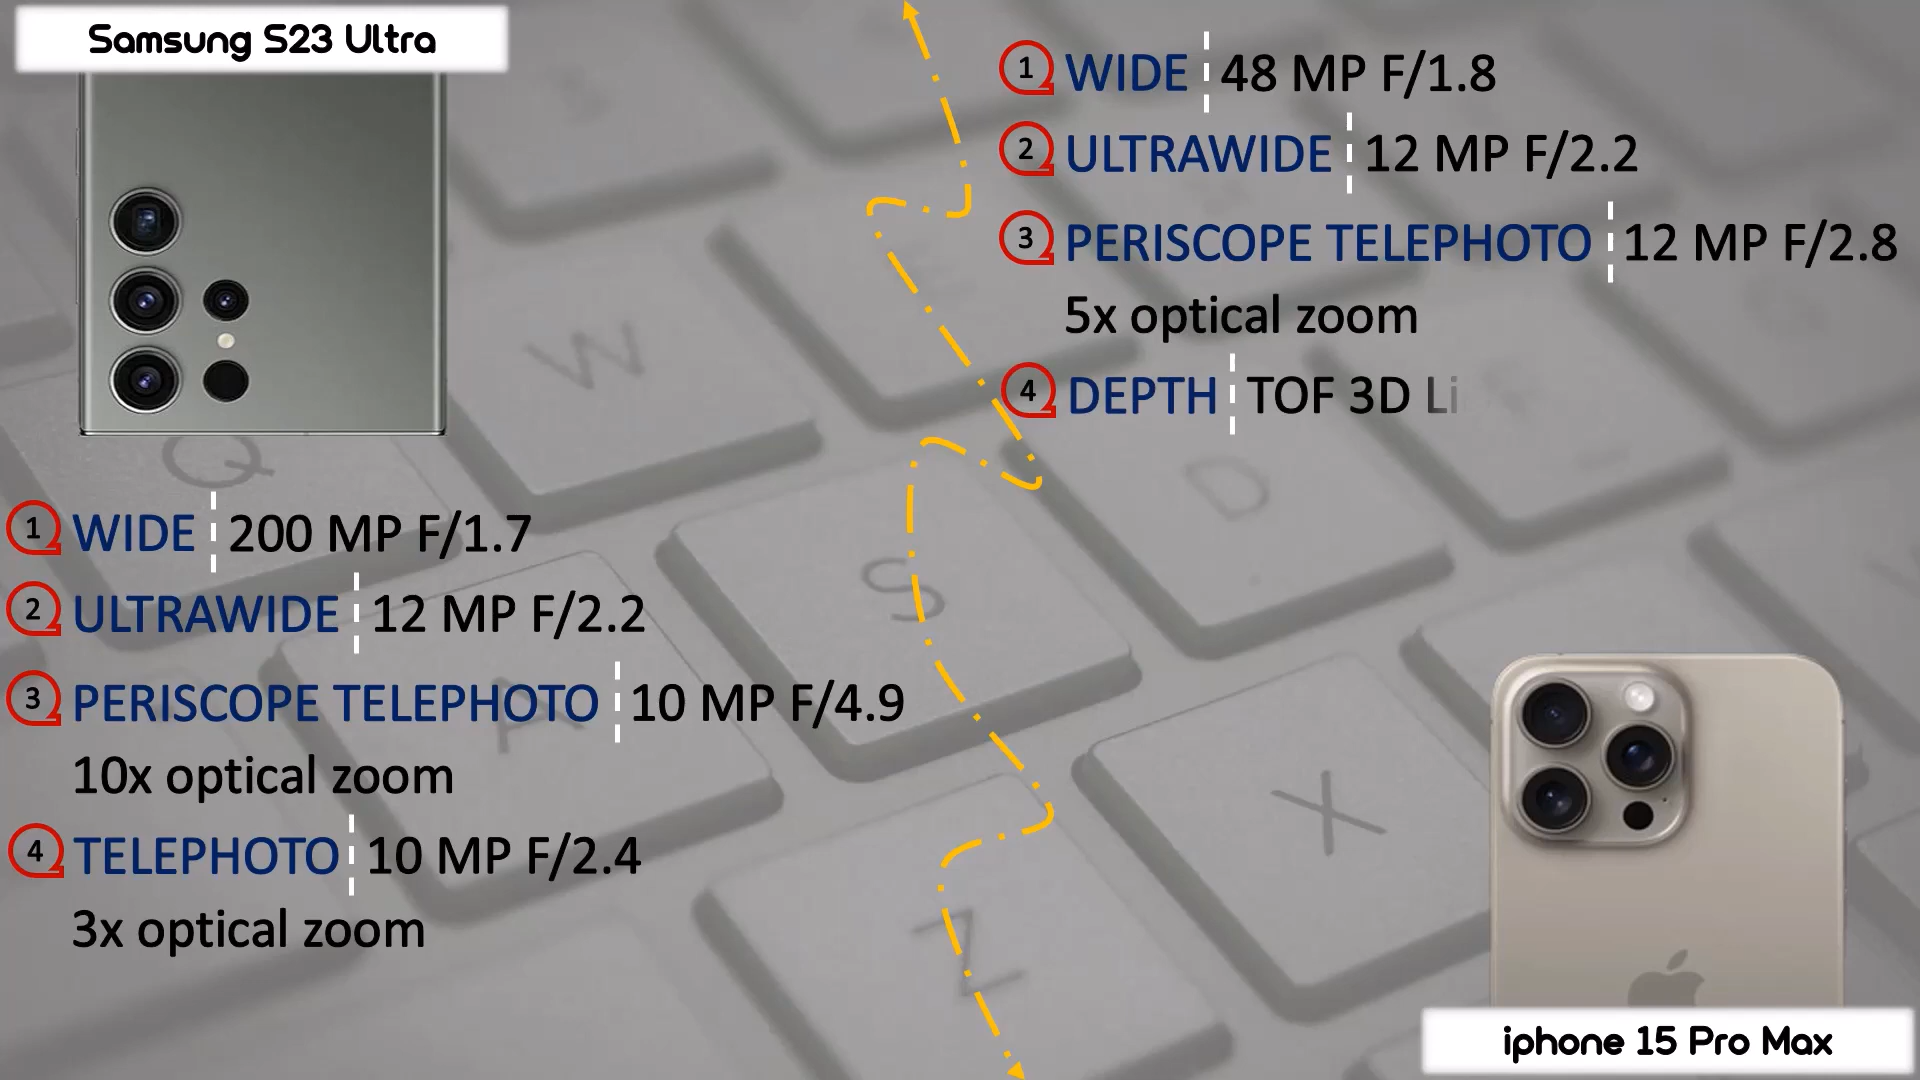 Samsung S23 Ultra
1 WIDE 200 MP F/1.7
2 ULTRAWIDE 12 MP F/2.2
3 PERISCOPE TELEPHOTO 10 MP F/4.9
10x optical zoom
4 TELEPHOTO 10 MP F/2.4
3x optical zoom
1 WIDE 48 MP F/1.8
2 ULTRAWIDE 12 MP F/2.2
3 PERISCOPE TELEPHOTO 12 MP F/2.8
5x optical zoom
4 DEPTH TOF 3D Li
iphone 15 Pro Max
Q
W
E
A
S
D
Z
X